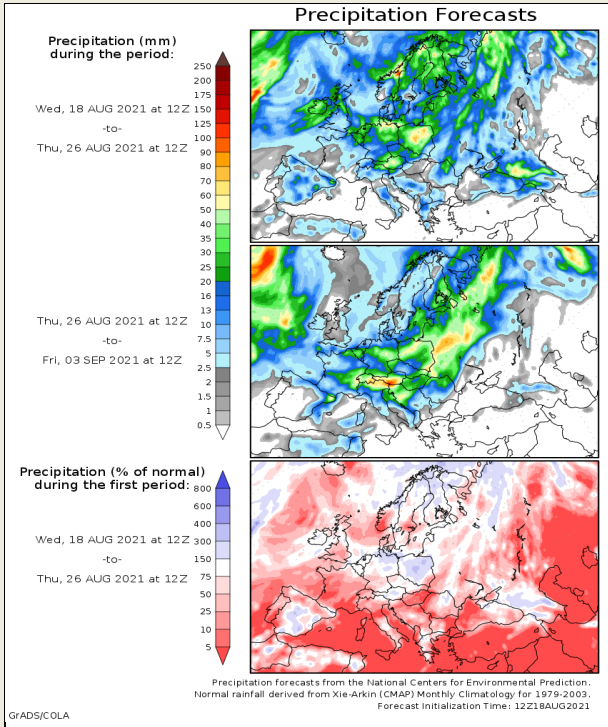 Precipitation Forecasts
Precipitation (mm)
during the period:
Wed, 18 AUG 2021 at 12Z
-to-
Thu, 26 AUG 2021 at 12Z
250
200
175
150
125
100
90
80
70
60
50
40
35
30
25
20
16
13
10
7.5
5
2.5
2
1.5
1
0.5
Thu, 26 AUG 2021 at 12Z
-to-
Fri, 03 SEP 2021 at 12Z
Precipitation (% of normal)
during the first period:
Wed, 18 AUG 2021 at 12Z
-to-
Thu, 26 AUG 2021 at 12Z
800
600
400
300
150
75
50
25
10
5
Precipitation forecasts from the National Centers for Environmental Prediction.
Normal rainfall derived from Xie-Arkin (CMAP) Monthly Climatology for 1979-2003.
Forecast Initialization Time: 12Z18AUG2021
GrADS/COLA